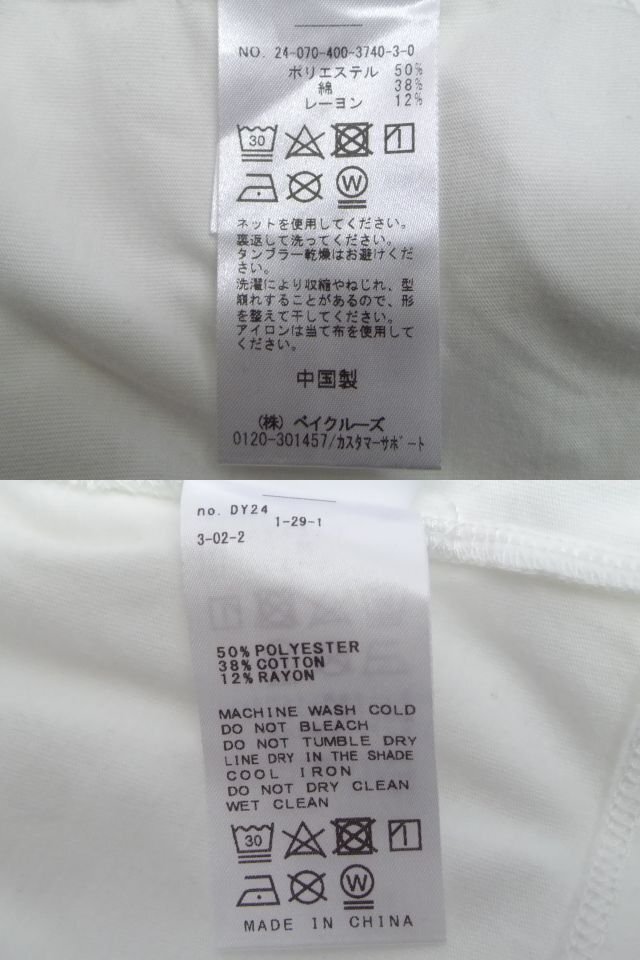 NO. 24-070-400-3740-3-0
ポリエステル 50%
綿 38%
レーヨン 12%
30
W
ネットを使用してください。
裏返して洗ってください。
タンブラー乾燥はお避けくだ
さい。
洗濯により収縮やねじれ、型
崩れすることがあるので、形
を整えて干してください。
アイロンは当て布を使用して
ください。
中国製
(株) ベイクルーズ
0120-301457/カスタマーサポート
no. DY24
1-29-1
3-02-2
50% POLYESTER
38% COTTON
12% RAYON
MACHINE WASH COLD
DO NOT BLEACH
DO NOT TUMBLE DRY
LINE DRY IN THE SHADE
COOL IRON
DO NOT DRY CLEAN
WET CLEAN
30
W
MADE IN CHINA